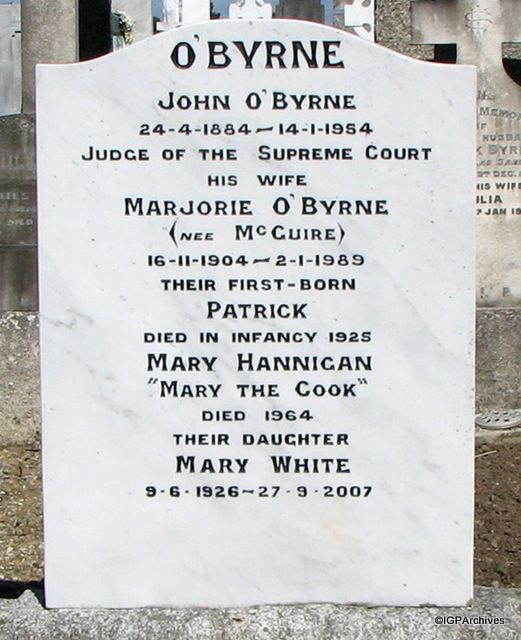 O'BYRNE
JOHN O'BYRNE
24-4-1884 – 14-1-1954
JUDGE OF THE SUPREME COURT
HIS WIFE
MARJORIE O'BYRNE
(NEE McGUIRE)
16-11-1904 – 2-1-1989
THEIR FIRST-BORN
PATRICK
DIED IN INFANCY 1925
MARY HANNIGAN
"MARY THE COOK"
DIED 1964
THEIR DAUGHTER
MARY WHITE
9-6-1926 – 27-9-2007
©IGPArchives